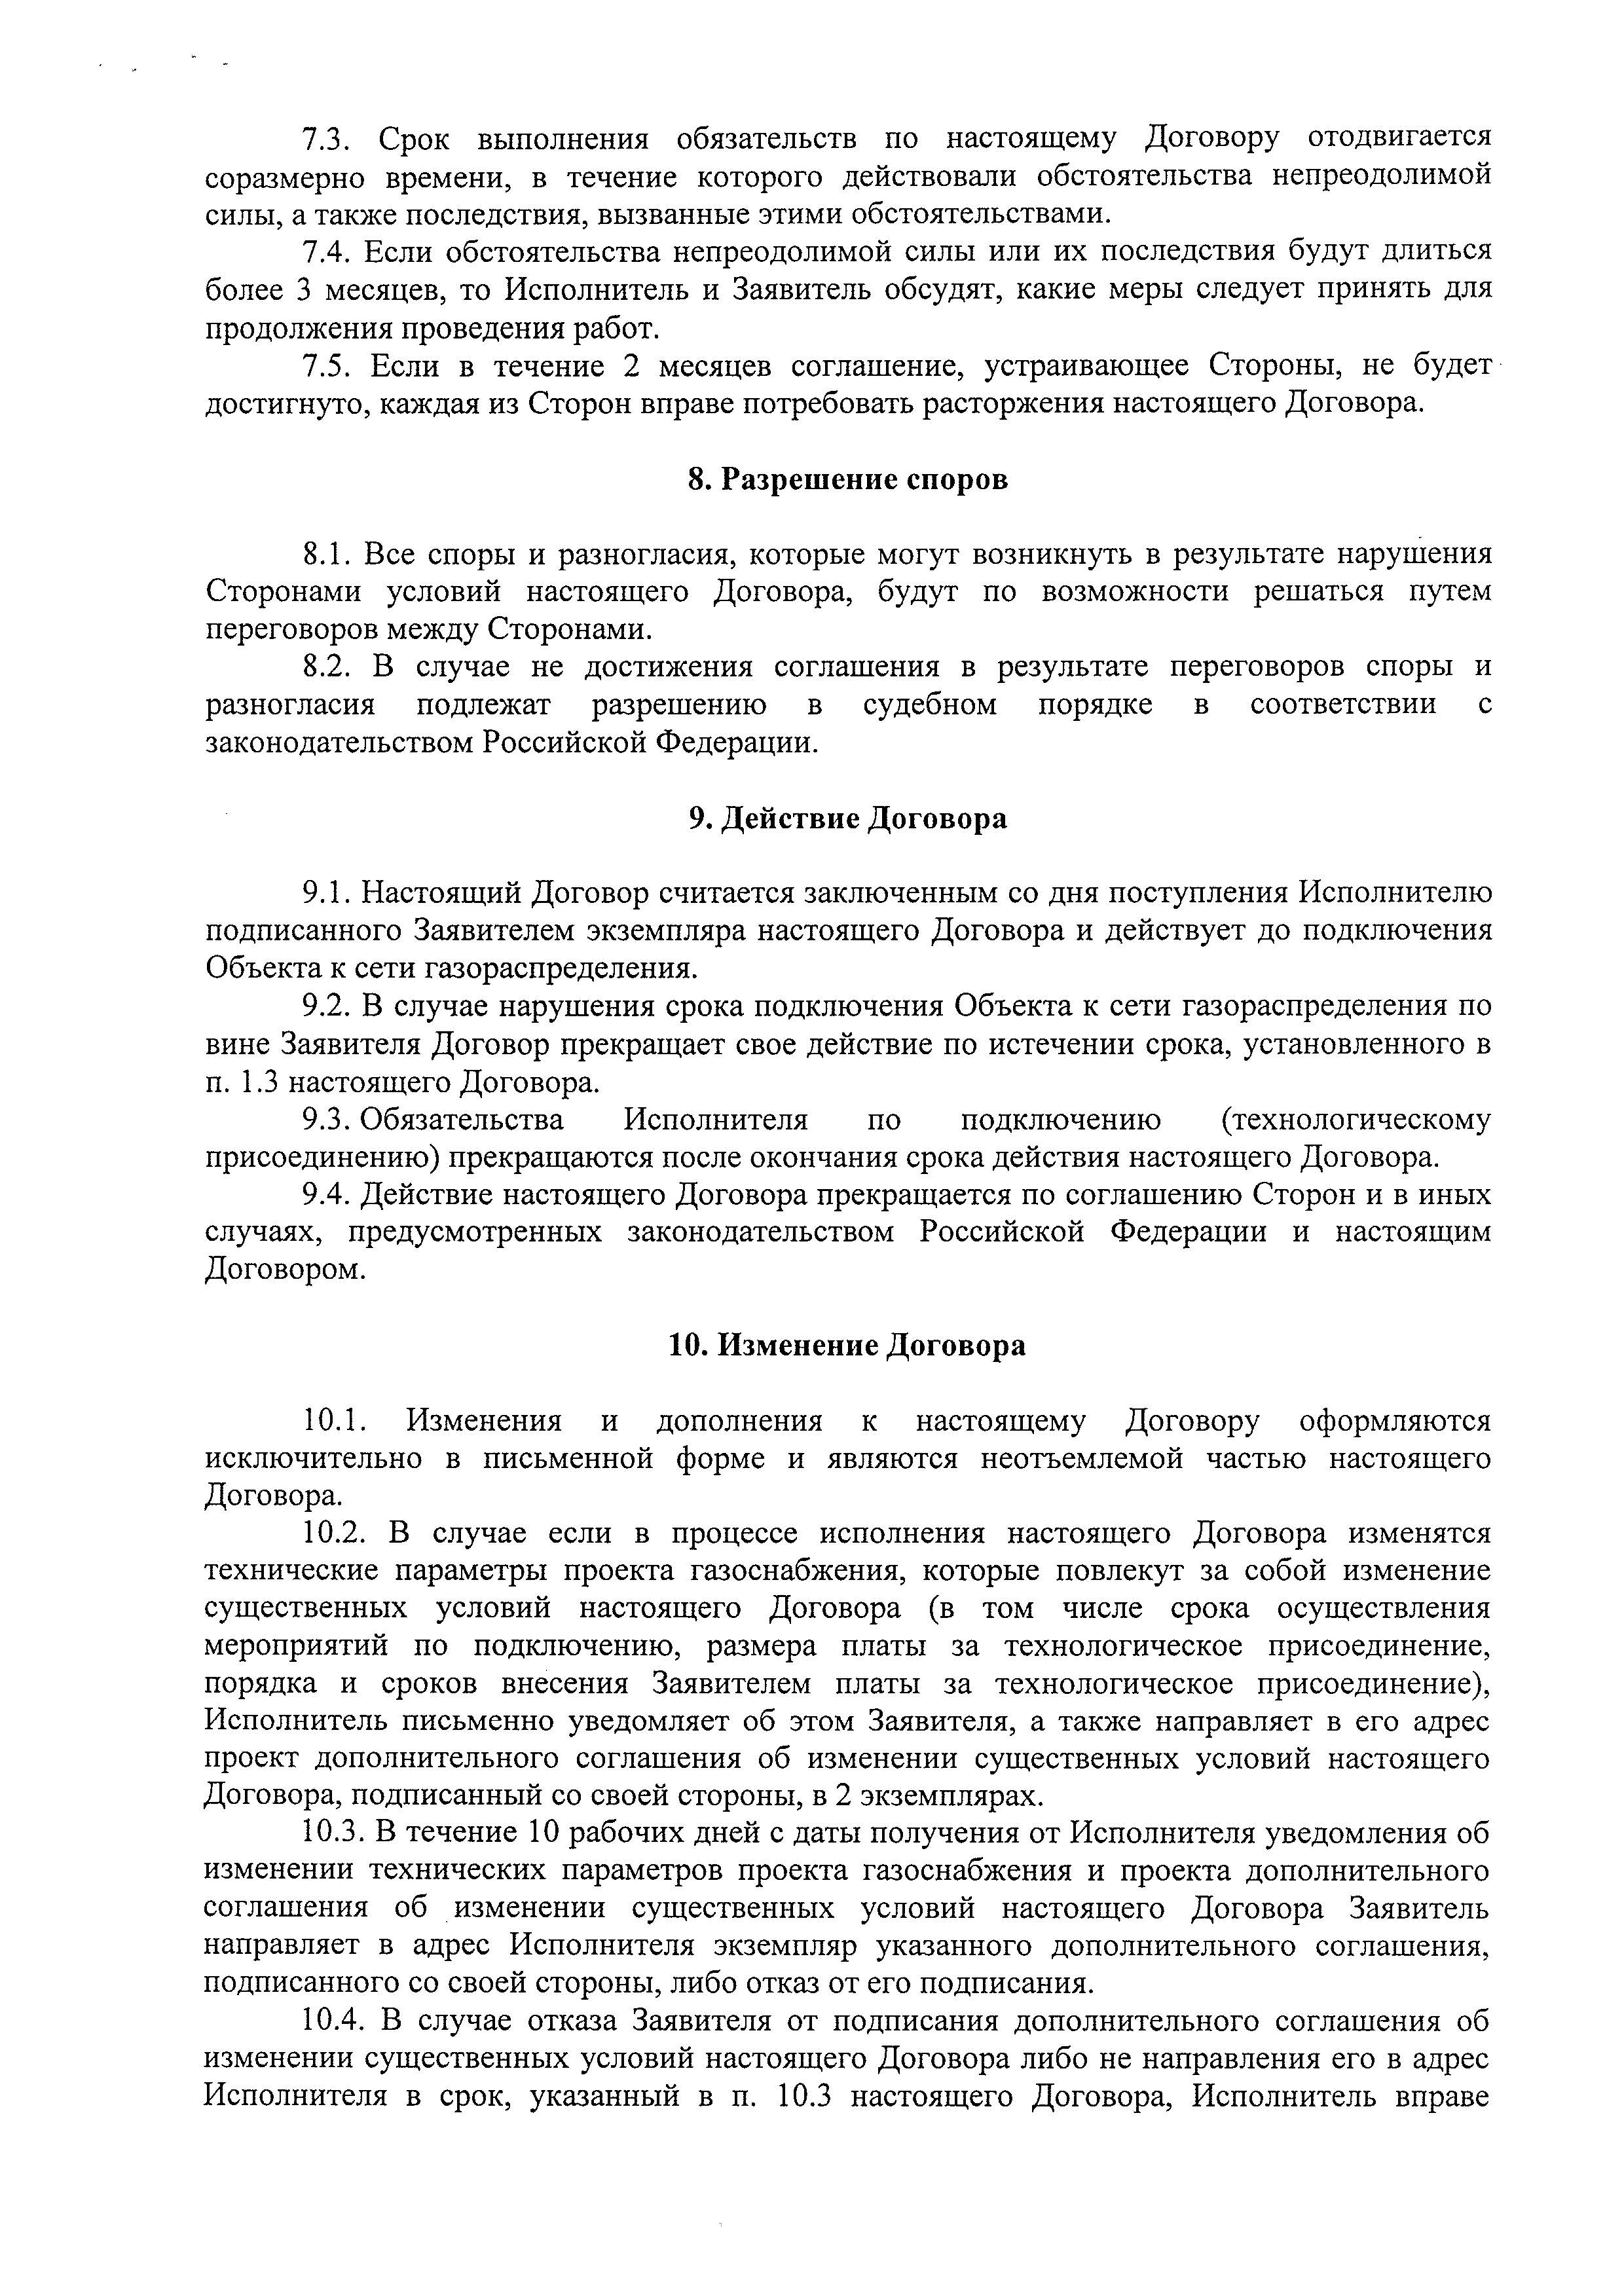 7.3. Срок выполнения обязательств по настоящему Договору отодвигается
соразмерно времени, в течение которого действовали обстоятельства непреодолимой
силы, а также последствия, вызванные этими обстоятельствами.
7.4. Если обстоятельства непреодолимой силы или их последствия будут длиться
более 3 месяцев, то Исполнитель и Заявитель обсудят, какие меры следует принять для
продолжения проведения работ.
7.5. Если в течение 2 месяцев соглашение, устраивающее Стороны, не будет
достигнуто, каждая из Сторон вправе потребовать расторжения настоящего Договора.
8. Разрешение споров
8.1. Все споры и разногласия, которые могут возникнуть в результате нарушения
Сторонами условий настоящего Договора, будут по возможности решаться путем
переговоров между Сторонами.
8.2. В случае не достижения соглашения в результате переговоров споры и
разногласия подлежат разрешению в судебном порядке в соответствии с
законодательством Российской Федерации.
9. Действие Договора
9.1. Настоящий Договор считается заключенным со дня поступления Исполнителю
подписанного Заявителем экземпляра настоящего Договора и действует до подключения
Объекта к сети газораспределения.
9.2. В случае нарушения срока подключения Объекта к сети газораспределения по
вине Заявителя Договор прекращает свое действие по истечении срока, установленного в
п. 1.3 настоящего Договора.
9.3. Обязательства Исполнителя по подключению (технологическому
присоединению) прекращаются после окончания срока действия настоящего Договора.
9.4. Действие настоящего Договора прекращается по соглашению Сторон и в иных
случаях, предусмотренных законодательством Российской Федерации и настоящим
Договором.
10. Изменение Договора
10.1. Изменения и дополнения к настоящему Договору оформляются
исключительно в письменной форме и являются неотъемлемой частью настоящего
Договора.
10.2. В случае если в процессе исполнения настоящего Договора изменятся
технические параметры проекта газоснабжения, которые повлекут за собой изменение
существенных условий настоящего Договора (в том числе срока осуществления
мероприятий по подключению, размера платы за технологическое присоединение,
порядка и сроков внесения Заявителем платы за технологическое присоединение),
Исполнитель письменно уведомляет об этом Заявителя, а также направляет в его адрес
проект дополнительного соглашения об изменении существенных условий настоящего
Договора, подписанный со своей стороны, в 2 экземплярах.
10.3. В течение 10 рабочих дней с даты получения от Исполнителя уведомления об
изменении технических параметров проекта газоснабжения и проекта дополнительного
соглашения об изменении существенных условий настоящего Договора Заявитель
направляет в адрес Исполнителя экземпляр указанного дополнительного соглашения,
подписанного со своей стороны, либо отказ от его подписания.
10.4. В случае отказа Заявителя от подписания дополнительного соглашения об
изменении существенных условий настоящего Договора либо не направления его в адрес
Исполнителя в срок, указанный в п. 10.3 настоящего Договора, Исполнитель вправе